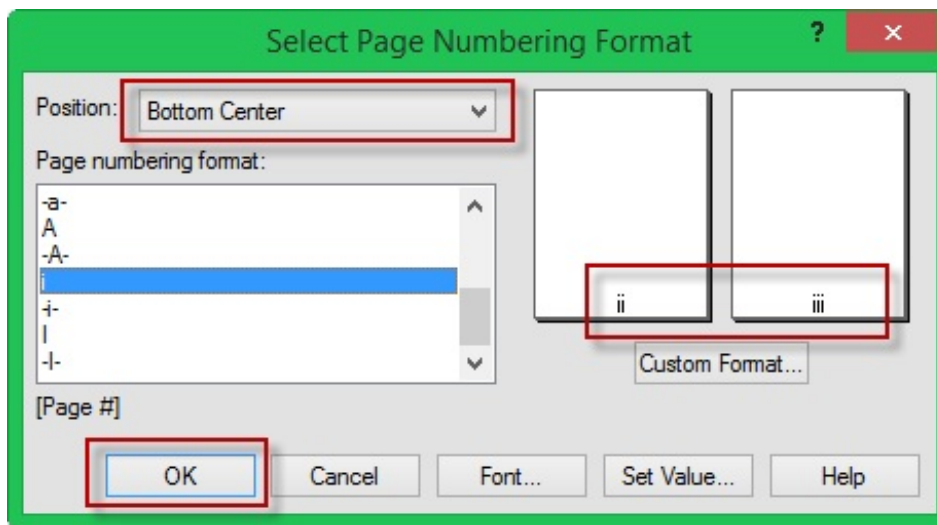 Select Page Numbering Format
?
Position: Bottom Center
Page numbering format:
-a-
A
-A-
i
-i-
I
-I-
ii
iii
Custom Format...
[Page #]
OK Cancel Font... Set Value... Help